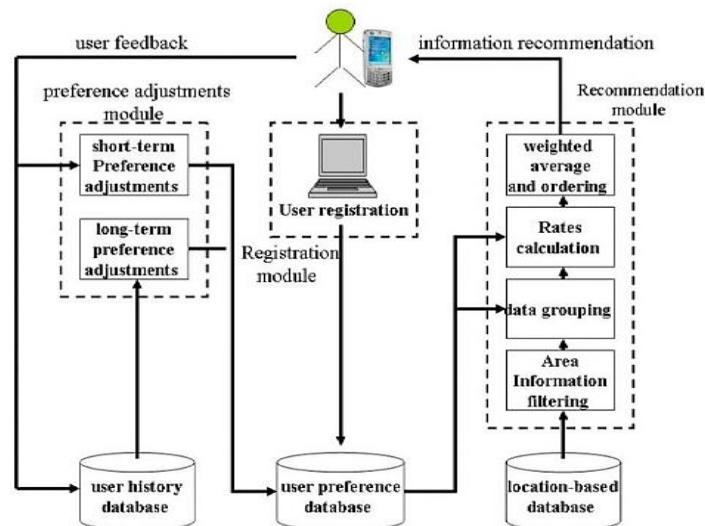 user feedback
information recommendation
preference adjustments
module
Recommendation
module
short-term
Preference
adjustments
long-term
preference
adjustments
User registration
Registration
module
weighted
average
and ordering
Rates
calculation
data grouping
Area
Information
filtering
user history
database
user preference
database
location-based
database